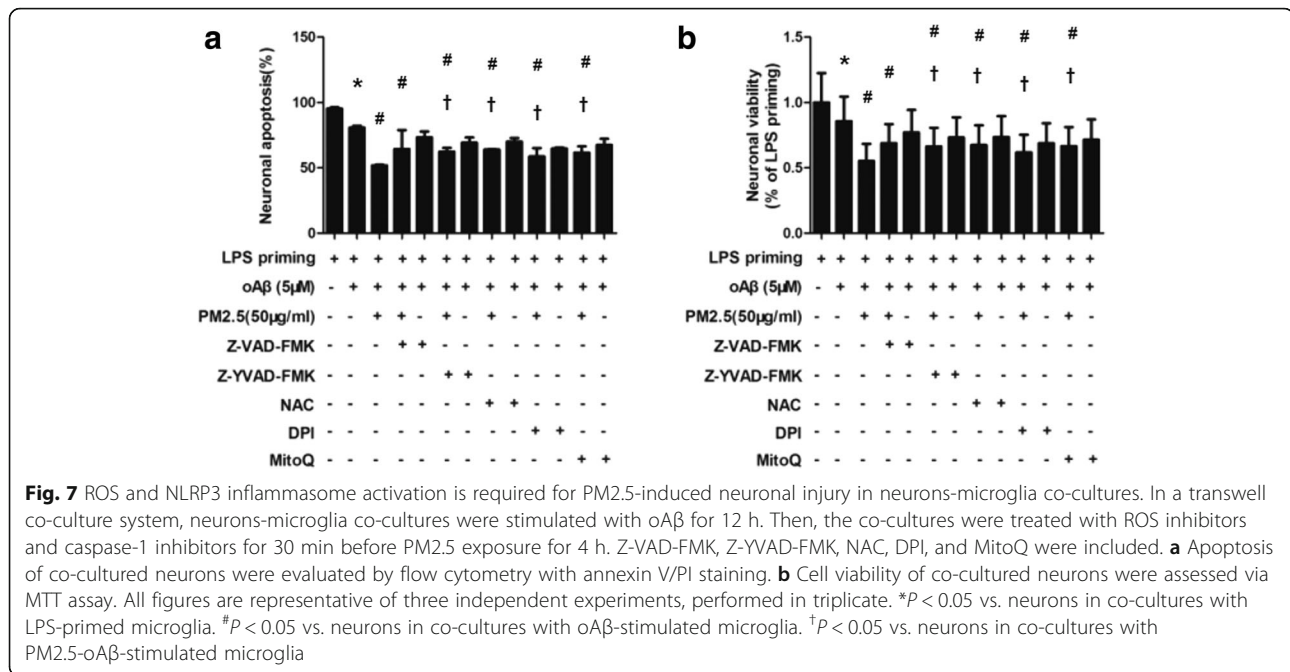 a
b
Neuronal apoptosis(%)
150
100
50
0
* # # # † # † # † # †
Neuronal viability
(% of LPS priming)
1.5
1.0
0.5
0.0
* # # # † # † # † # †
LPS priming + + + + + + + + + + + + +
oAβ (5μM) - + + + + + + + + + + + +
PM2.5(50μg/ml) - - + + - + - + - + - + -
Z-VAD-FMK - - - + + - - - - - - - -
Z-YVAD-FMK - - - - - + + - - - - - -
NAC - - - - - - - + + - - - -
DPI - - - - - - - - - + + - -
MitoQ - - - - - - - - - - - + +
LPS priming + + + + + + + + + + + + +
oAβ (5μM) - + + + + + + + + + + + +
PM2.5(50μg/ml) - - + + - + - + - + - + -
Z-VAD-FMK - - - + + - - - - - - - -
Z-YVAD-FMK - - - - - + + - - - - - -
NAC - - - - - - - + + - - - -
DPI - - - - - - - - - + + - -
MitoQ - - - - - - - - - - - + +
Fig. 7 ROS and NLRP3 inflammasome activation is required for PM2.5-induced neuronal injury in neurons-microglia co-cultures. In a transwell
co-culture system, neurons-microglia co-cultures were stimulated with oAβ for 12 h. Then, the co-cultures were treated with ROS inhibitors
and caspase-1 inhibitors for 30 min before PM2.5 exposure for 4 h. Z-VAD-FMK, Z-YVAD-FMK, NAC, DPI, and MitoQ were included. a Apoptosis
of co-cultured neurons were evaluated by flow cytometry with annexin V/PI staining. b Cell viability of co-cultured neurons were assessed via
MTT assay. All figures are representative of three independent experiments, performed in triplicate. *P < 0.05 vs. neurons in co-cultures with
LPS-primed microglia. #P < 0.05 vs. neurons in co-cultures with oAβ-stimulated microglia. †P < 0.05 vs. neurons in co-cultures with
PM2.5-oAβ-stimulated microglia